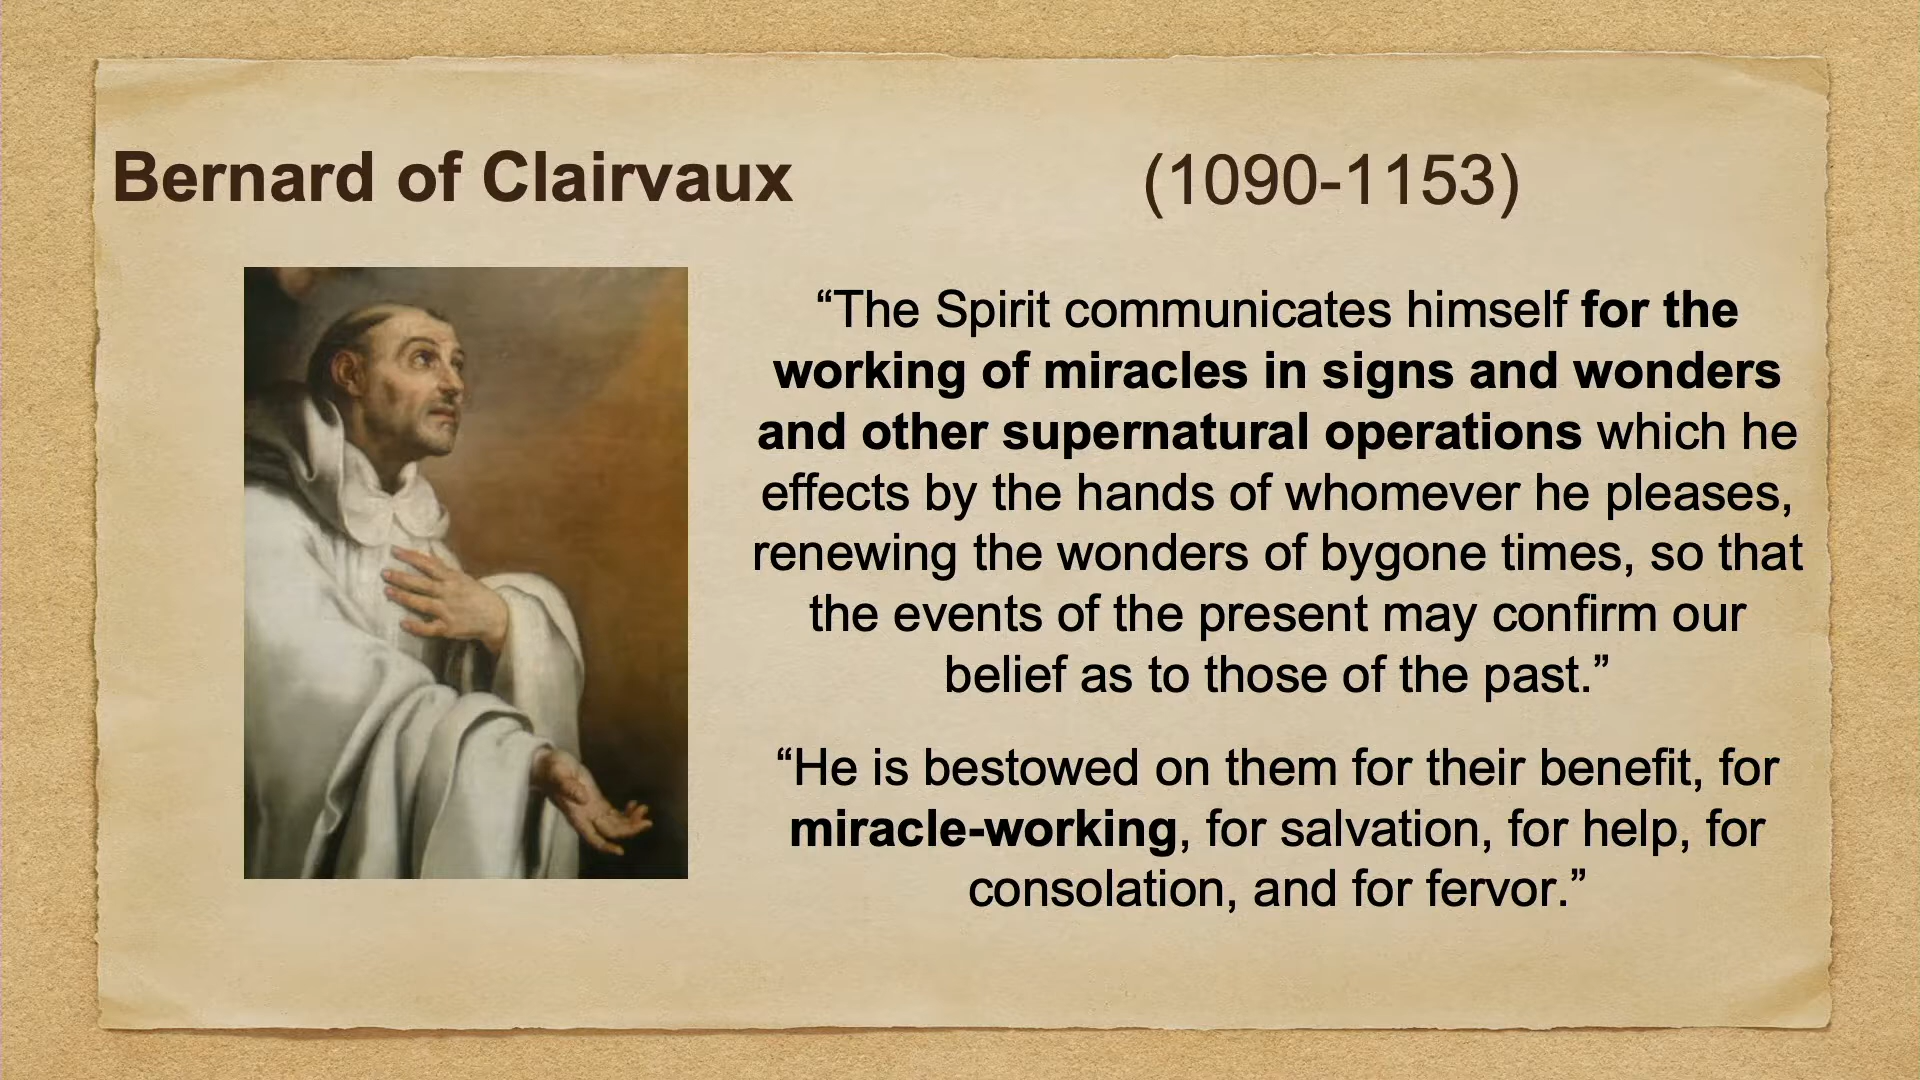 Bernard of Clairvaux (1090-1153)
“The Spirit communicates himself for the
working of miracles in signs and wonders
and other supernatural operations which he
effects by the hands of whomever he pleases,
renewing the wonders of bygone times, so that
the events of the present may confirm our
belief as to those of the past.”
“He is bestowed on them for their benefit, for
miracle-working, for salvation, for help, for
consolation, and for fervor.”